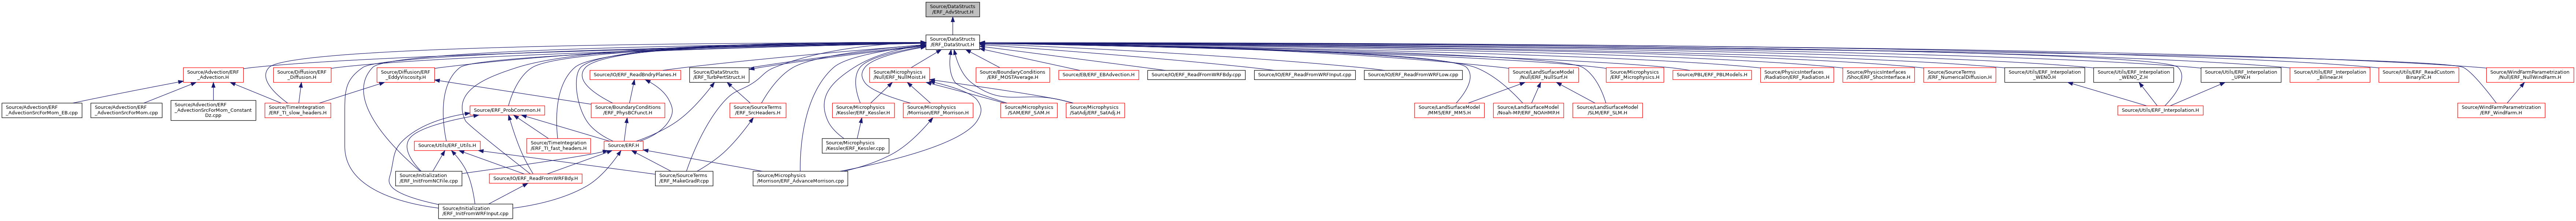 Source/DataStructs
/ERF_AdvStruct.H
Source/DataStructs
/ERF_DataStruct.H
Source/Advection/ERF
_Advection.H
Source/Diffusion/ERF
_Diffusion.H
Source/Diffusion/ERF
_EddyViscosity.H
Source/IO/ERF_ReadBndryPlanes.H
Source/DataStructs
/ERF_TurbPertStruct.H
Source/Microphysics
/Null/ERF_NullMoist.H
Source/BoundaryConditions
/ERF_MOSTAverage.H
Source/EB/ERF_EBAdvection.H
Source/IO/ERF_ReadFromWRFBdy.cpp
Source/IO/ERF_ReadFromWRFInput.cpp
Source/IO/ERF_ReadFromWRFLow.cpp
Source/LandSurfaceModel
/Null/ERF_NullSurf.H
Source/Microphysics
/ERF_Microphysics.H
Source/PBL/ERF_PBLModels.H
Source/PhysicsInterfaces
/Radiation/ERF_Radiation.H
Source/PhysicsInterfaces
/Shoc/ERF_ShocInterface.H
Source/SourceTerms
/ERF_NumericalDiffusion.H
Source/Utils/ERF_Interpolation
_WENO.H
Source/Utils/ERF_Interpolation
_WENO_Z.H
Source/Utils/ERF_Interpolation
_UPW.H
Source/Utils/ERF_Interpolation
_Bilinear.H
Source/Utils/ERF_ReadCustom
BinaryIC.H
Source/WindFarmParametrization
/Null/ERF_NullWindFarm.H
Source/Advection/ERF
_AdvectionSrcForMom_EB.cpp
Source/Advection/ERF
_AdvectionSrcForMom.cpp
Source/Advection/ERF
_AdvectionSrcForMom_Constant
Dz.cpp
Source/TimeIntegration
/ERF_TI_slow_headers.H
Source/ERF_ProbCommon.H
Source/BoundaryConditions
/ERF_PhysBCFunct.H
Source/SourceTerms
/ERF_SrcHeaders.H
Source/Microphysics
/Kessler/ERF_Kessler.H
Source/Microphysics
/Morrison/ERF_Morrison.H
Source/Microphysics
/SAM/ERF_SAM.H
Source/Microphysics
/SatAdj/ERF_SatAdj.H
Source/LandSurfaceModel
/MM5/ERF_MM5.H
Source/LandSurfaceModel
/Noah-MP/ERF_NOAHMP.H
Source/LandSurfaceModel
/SLM/ERF_SLM.H
Source/Utils/ERF_Interpolation.H
Source/WindFarmParametrization
/ERF_WindFarm.H
Source/Utils/ERF_Utils.H
Source/TimeIntegration
/ERF_TI_fast_headers.H
Source/ERF.H
Source/Microphysics
/Kessler/ERF_Kessler.cpp
Source/Initialization
/ERF_InitFromNCFile.cpp
Source/IO/ERF_ReadFromWRFBdy.H
Source/SourceTerms
/ERF_MakeGradP.cpp
Source/Microphysics
/Morrison/ERF_AdvanceMorrison.cpp
Source/Initialization
/ERF_InitFromWRFInput.cpp